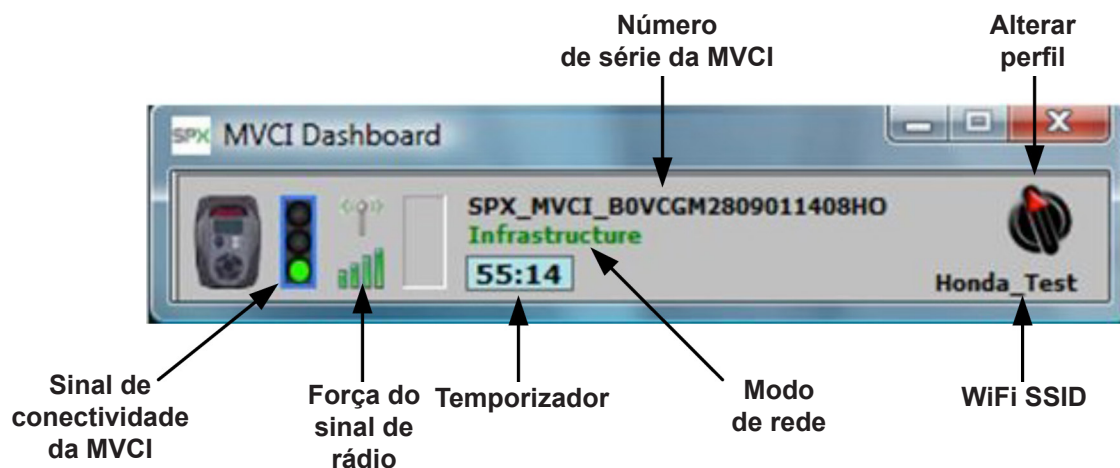 Número
de série da MVCI
Alterar
perfil
SPX MVCI Dashboard
SPX_MVCI_B0VCGM2809011408HO
Infrastructure
55:14
Honda_Test
Sinal de
conectividade
da MVCI
Força do
sinal de
rádio
Temporizador
Modo
de rede
WiFi SSID